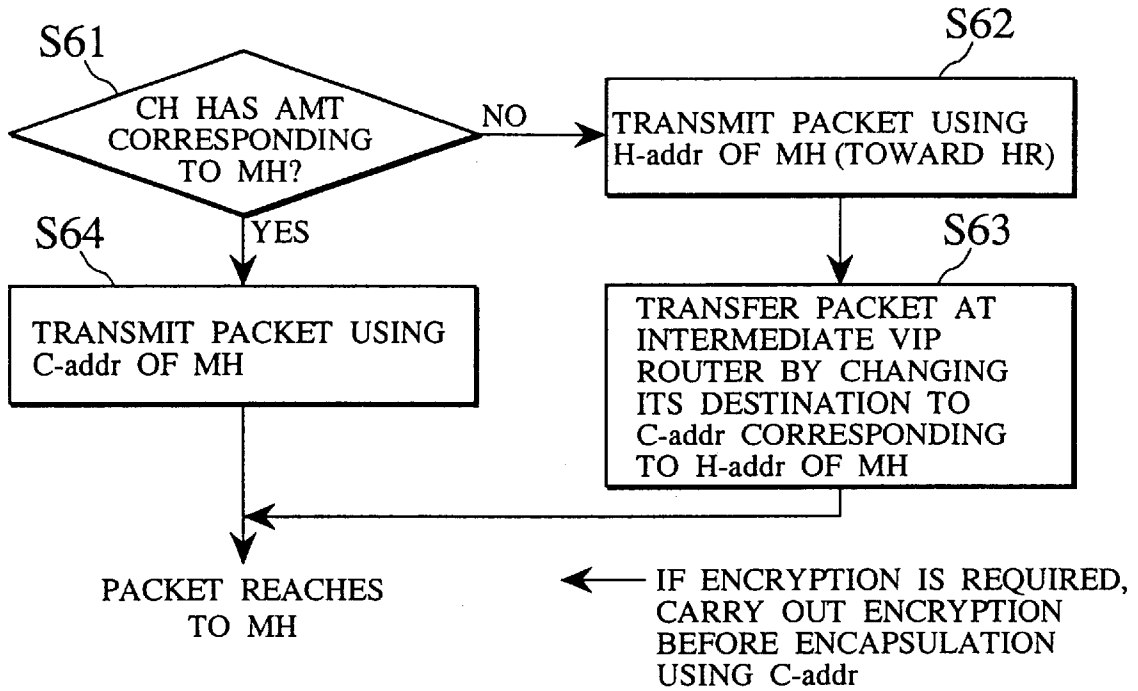 S61
CH HAS AMT
CORRESPONDING
TO MH?
NO
S62
TRANSMIT PACKET USING
H-addr OF MH (TOWARD HR)
YES
S64
TRANSMIT PACKET USING
C-addr OF MH
S63
TRANSFER PACKET AT
INTERMEDIATE VIP
ROUTER BY CHANGING
ITS DESTINATION TO
C-addr CORRESPONDING
TO H-addr OF MH
PACKET REACHES
TO MH
IF ENCRYPTION IS REQUIRED,
CARRY OUT ENCRYPTION
BEFORE ENCAPSULATION
USING C-addr